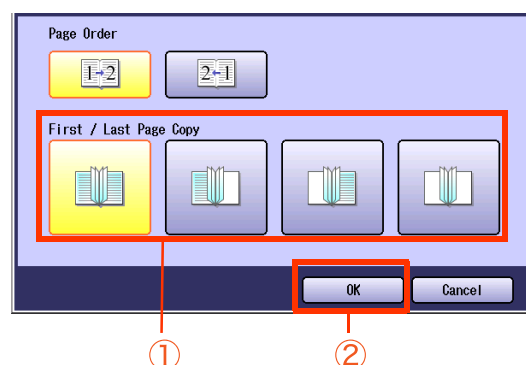 Page Order
1→2
2←1
First / Last Page Copy
OK
Cancel
①
②